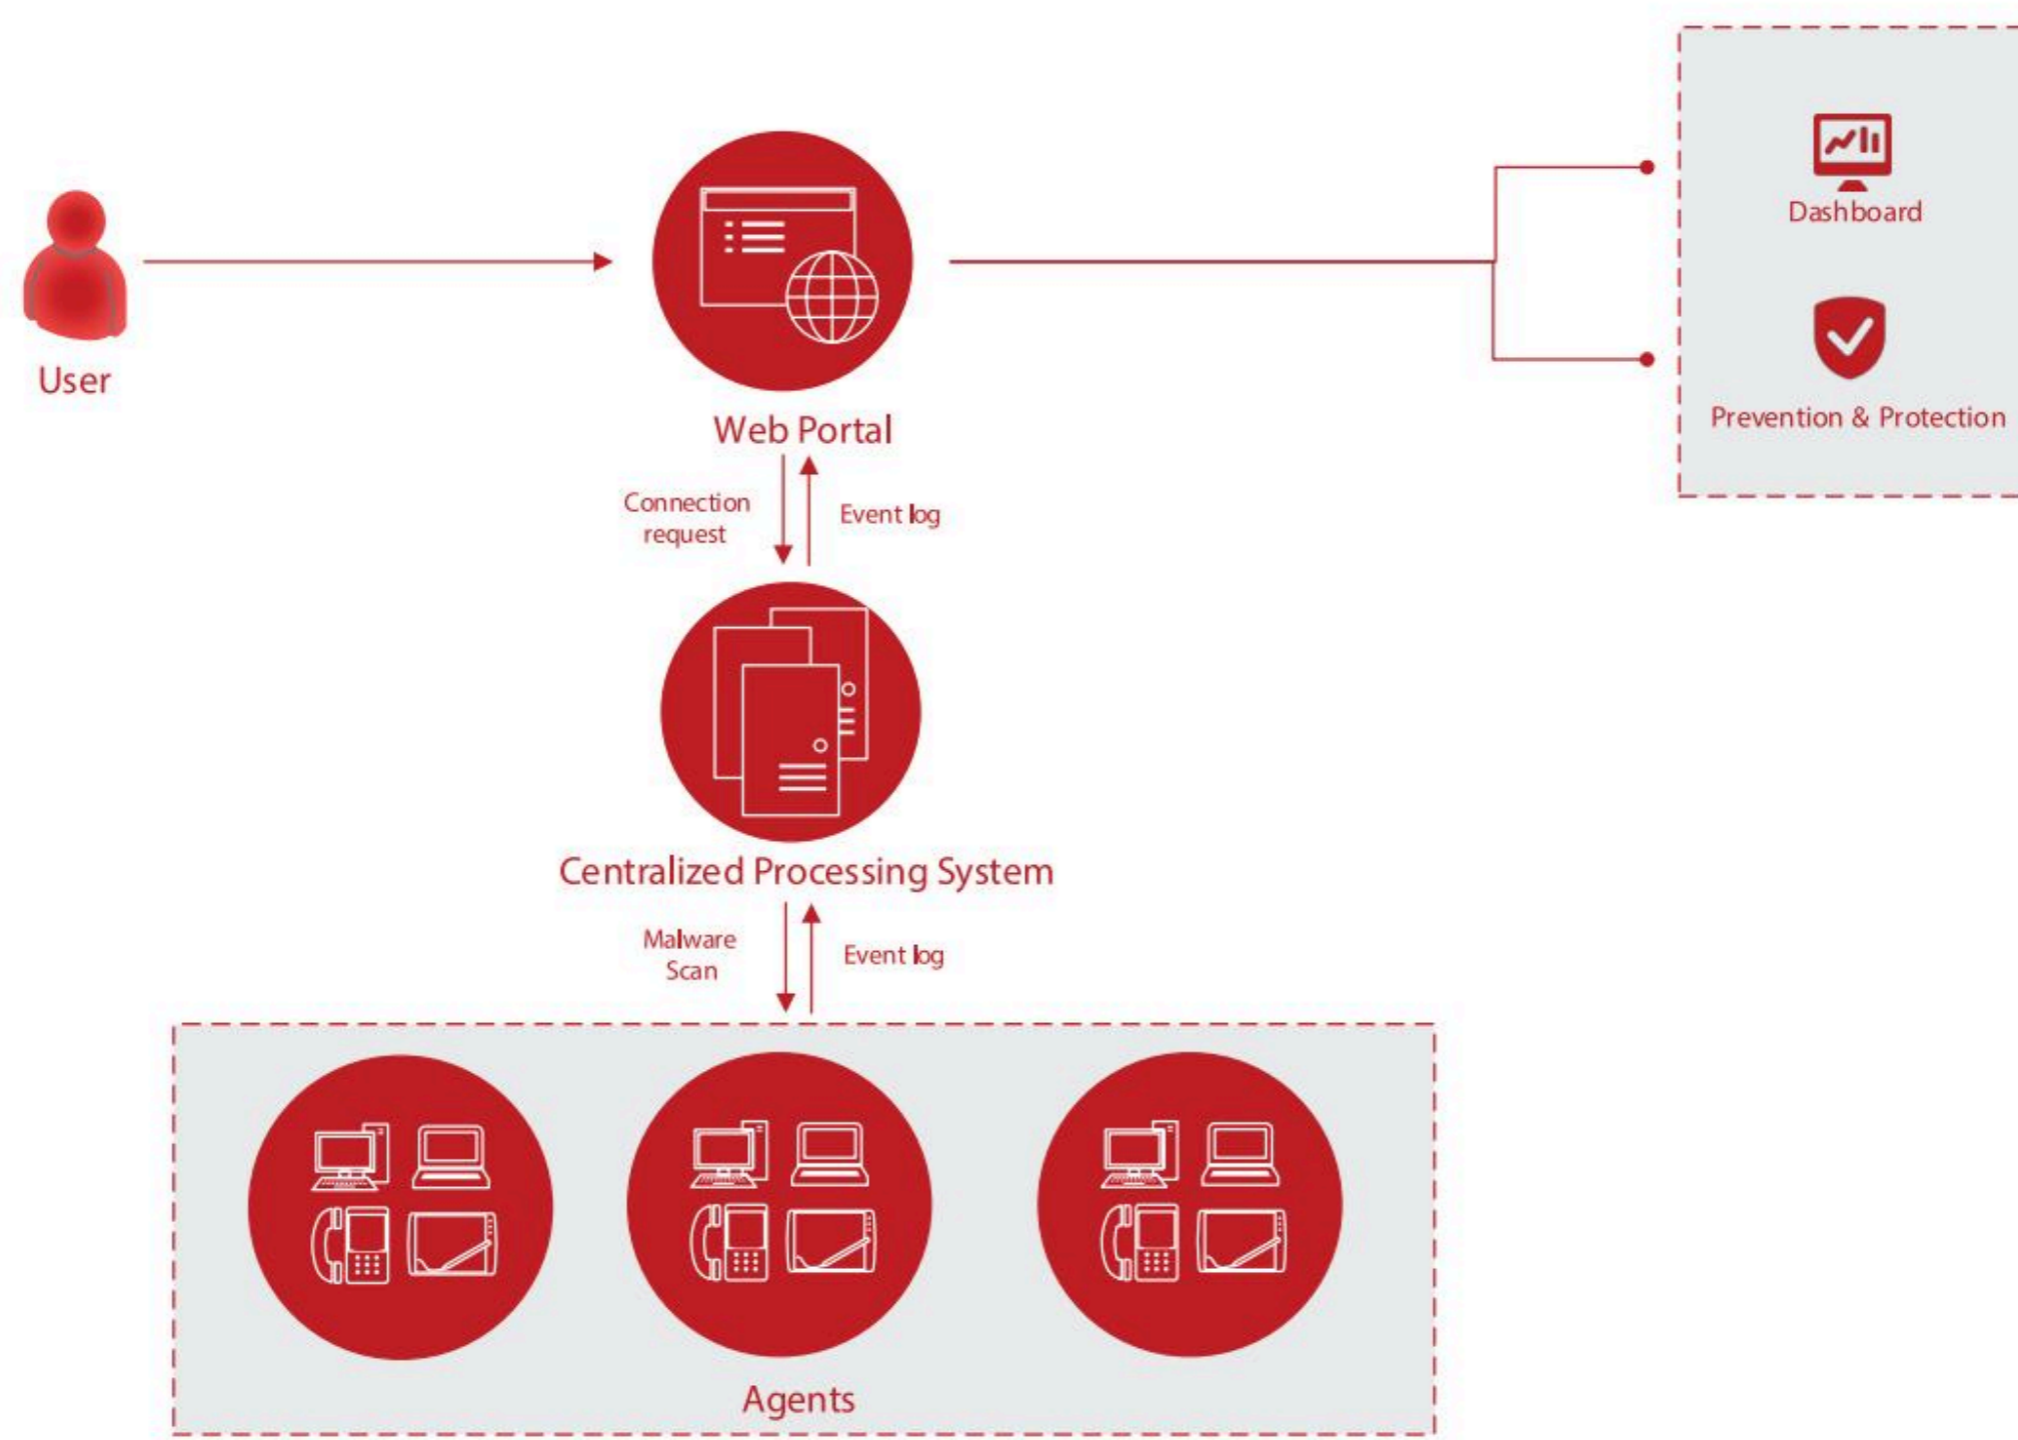 Dashboard
User
Prevention & Protection
Web Portal
Connection
request
Event log
Centralized Processing System
Malware
Scan
Event log
Agents